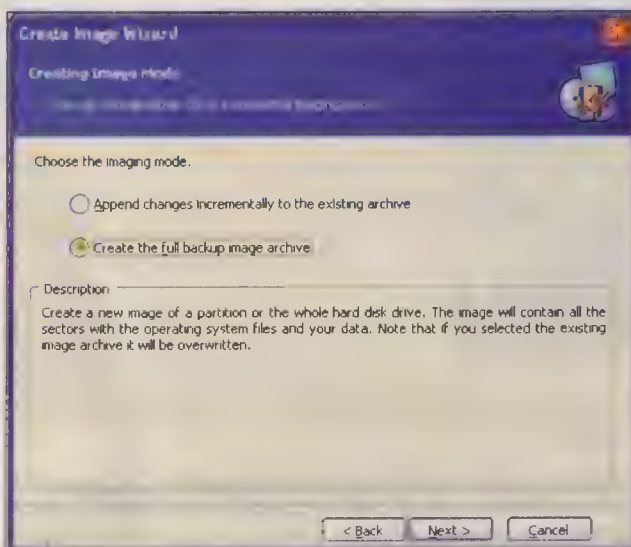 Create Image Wizard
Creating Image Mode
Choose the imaging mode.
Append changes incrementally to the existing archive
Create the full backup image archive
Description
Create a new image of a partition or the whole hard disk drive. The image will contain all the
sectors with the operating system files and your data. Note that if you selected the existing
image archive it will be overwritten.
< Back
Next >
Cancel